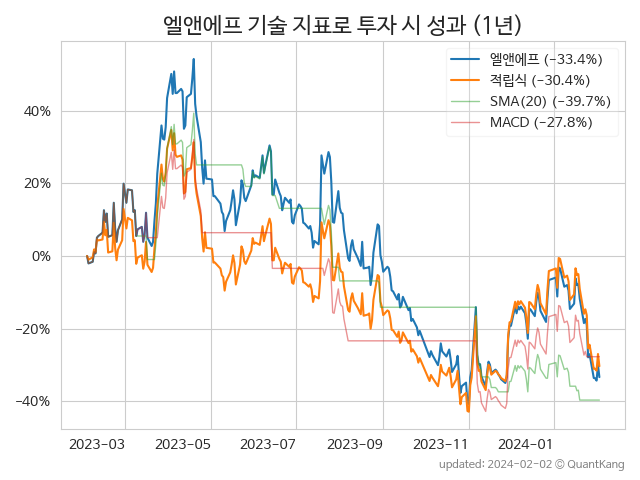 엘앤에프 기술 지표로 투자 시 성과 (1년)
엘앤에프 (−33.4%)
적립식 (−30.4%)
SMA(20) (−39.7%)
MACD (−27.8%)
40%
20%
0%
−20%
−40%
2023−03 2023−05 2023−07 2023−09 2023−11 2024−01
updated: 2024-02-02 © QuantKang